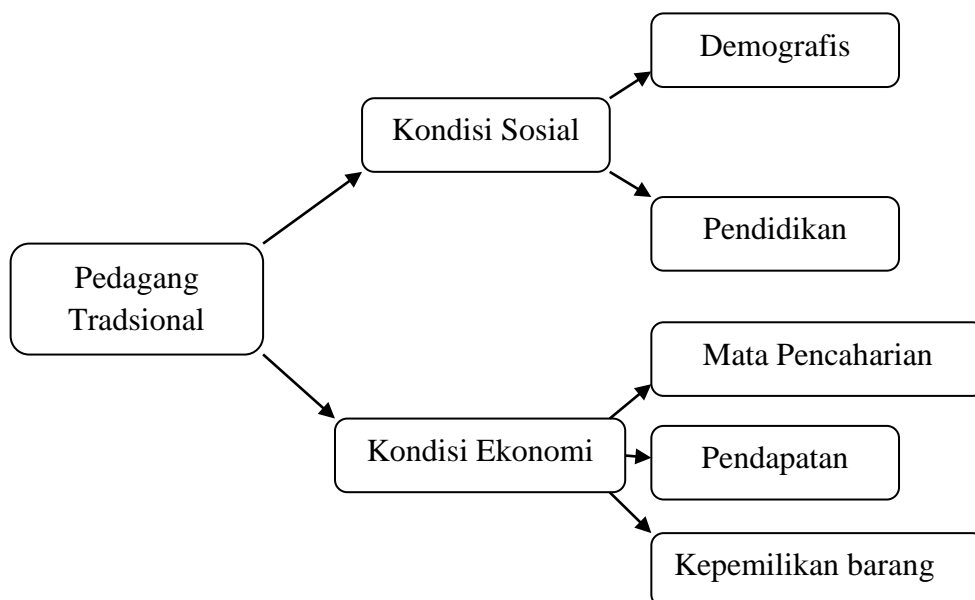 Demografis
Kondisi Sosial
Pendidikan
Pedagang
Tradsional
Mata Pencaharian
Kondisi Ekonomi
Pendapatan
Kepemilikan barang